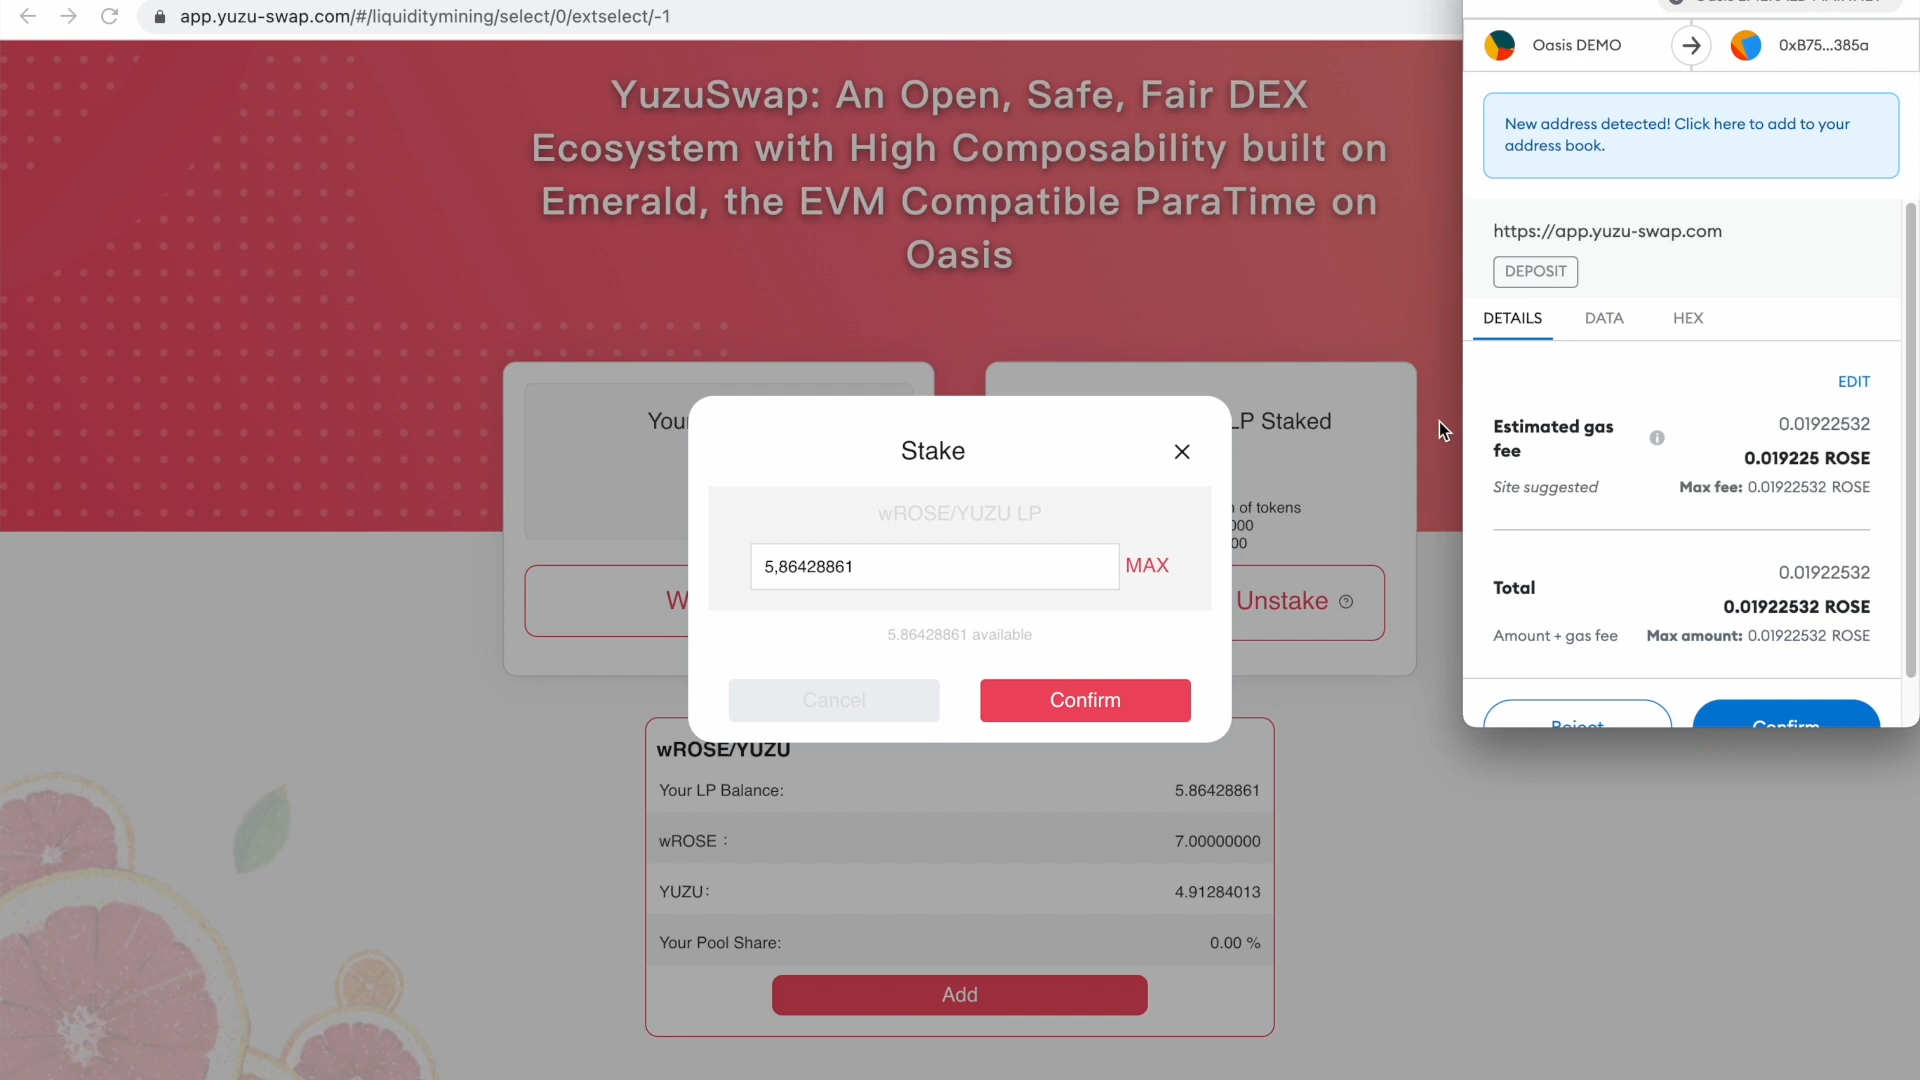 app.yuzu-swap.com/#/liquiditymining/select/0/extselect/-1
YuzuSwap: An Open, Safe, Fair DEX
Ecosystem with High Composability built on
Emerald, the EVM Compatible ParaTime on
Oasis
You
LP Staked
of tokens
000
00
W
Unstake
Stake
wROSE/YUZU LP
5,86428861
MAX
5.86428861 available
Cancel
Confirm
wROSE/YUZU
Your LP Balance:
5.86428861
wROSE :
7.00000000
YUZU:
4.91284013
Your Pool Share:
0.00 %
Add
Oasis DEMO
0xB75...385a
New address detected! Click here to add to your
address book.
https://app.yuzu-swap.com
DEPOSIT
DETAILS
DATA
HEX
EDIT
Estimated gas
fee
0.01922532
0.019225 ROSE
Site suggested
Max fee: 0.01922532 ROSE
Total
0.01922532
0.01922532 ROSE
Amount + gas fee
Max amount: 0.01922532 ROSE
Reject
Confirm